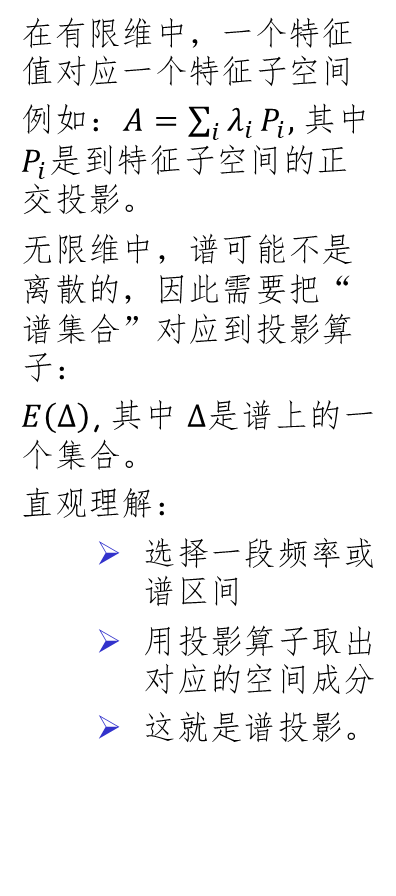 在有限维中，一个特征
值对应一个特征子空间
例如：A = ∑ᵢ λᵢ Pᵢ, 其中
Pᵢ是到特征子空间的正
交投影。
无限维中，谱可能不是
离散的，因此需要把“
谱集合”对应到投影算
子：
E(Δ), 其中 Δ是谱上的一
个集合。
直观理解：
➢ 选择一段频率或
谱区间
➢ 用投影算子取出
对应的空间成分
➢ 这就是谱投影。